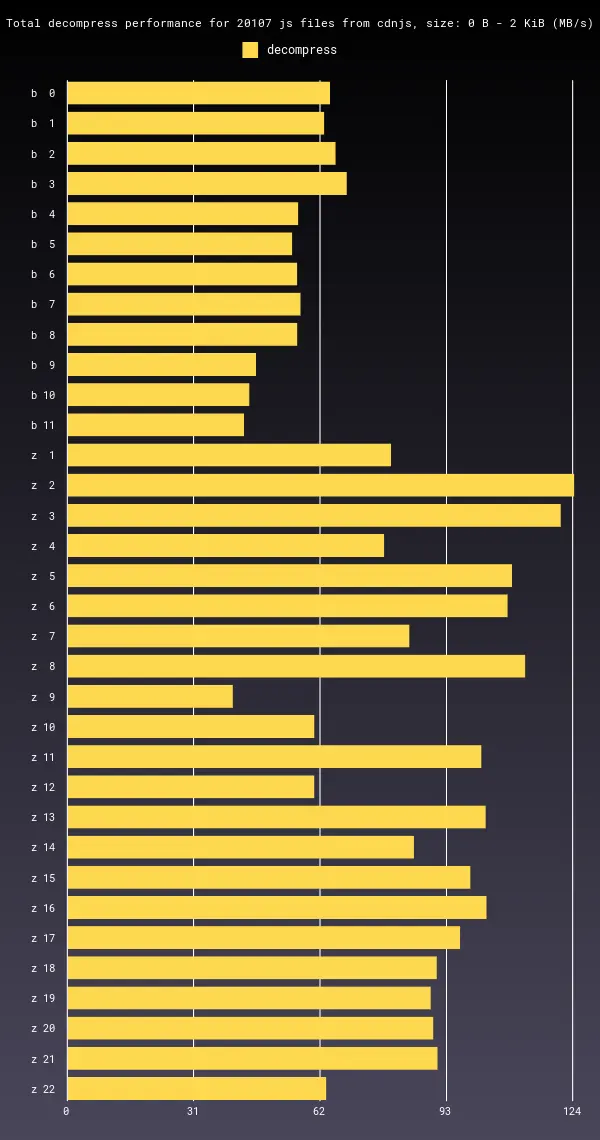 Total decompress performance for 20107 js files from cdnjs, size: 0 B - 2 KiB (MB/s)
decompress
b 0
b 1
b 2
b 3
b 4
b 5
b 6
b 7
b 8
b 9
b 10
b 11
z 1
z 2
z 3
z 4
z 5
z 6
z 7
z 8
z 9
z 10
z 11
z 12
z 13
z 14
z 15
z 16
z 17
z 18
z 19
z 20
z 21
z 22
0 31 62 93 124